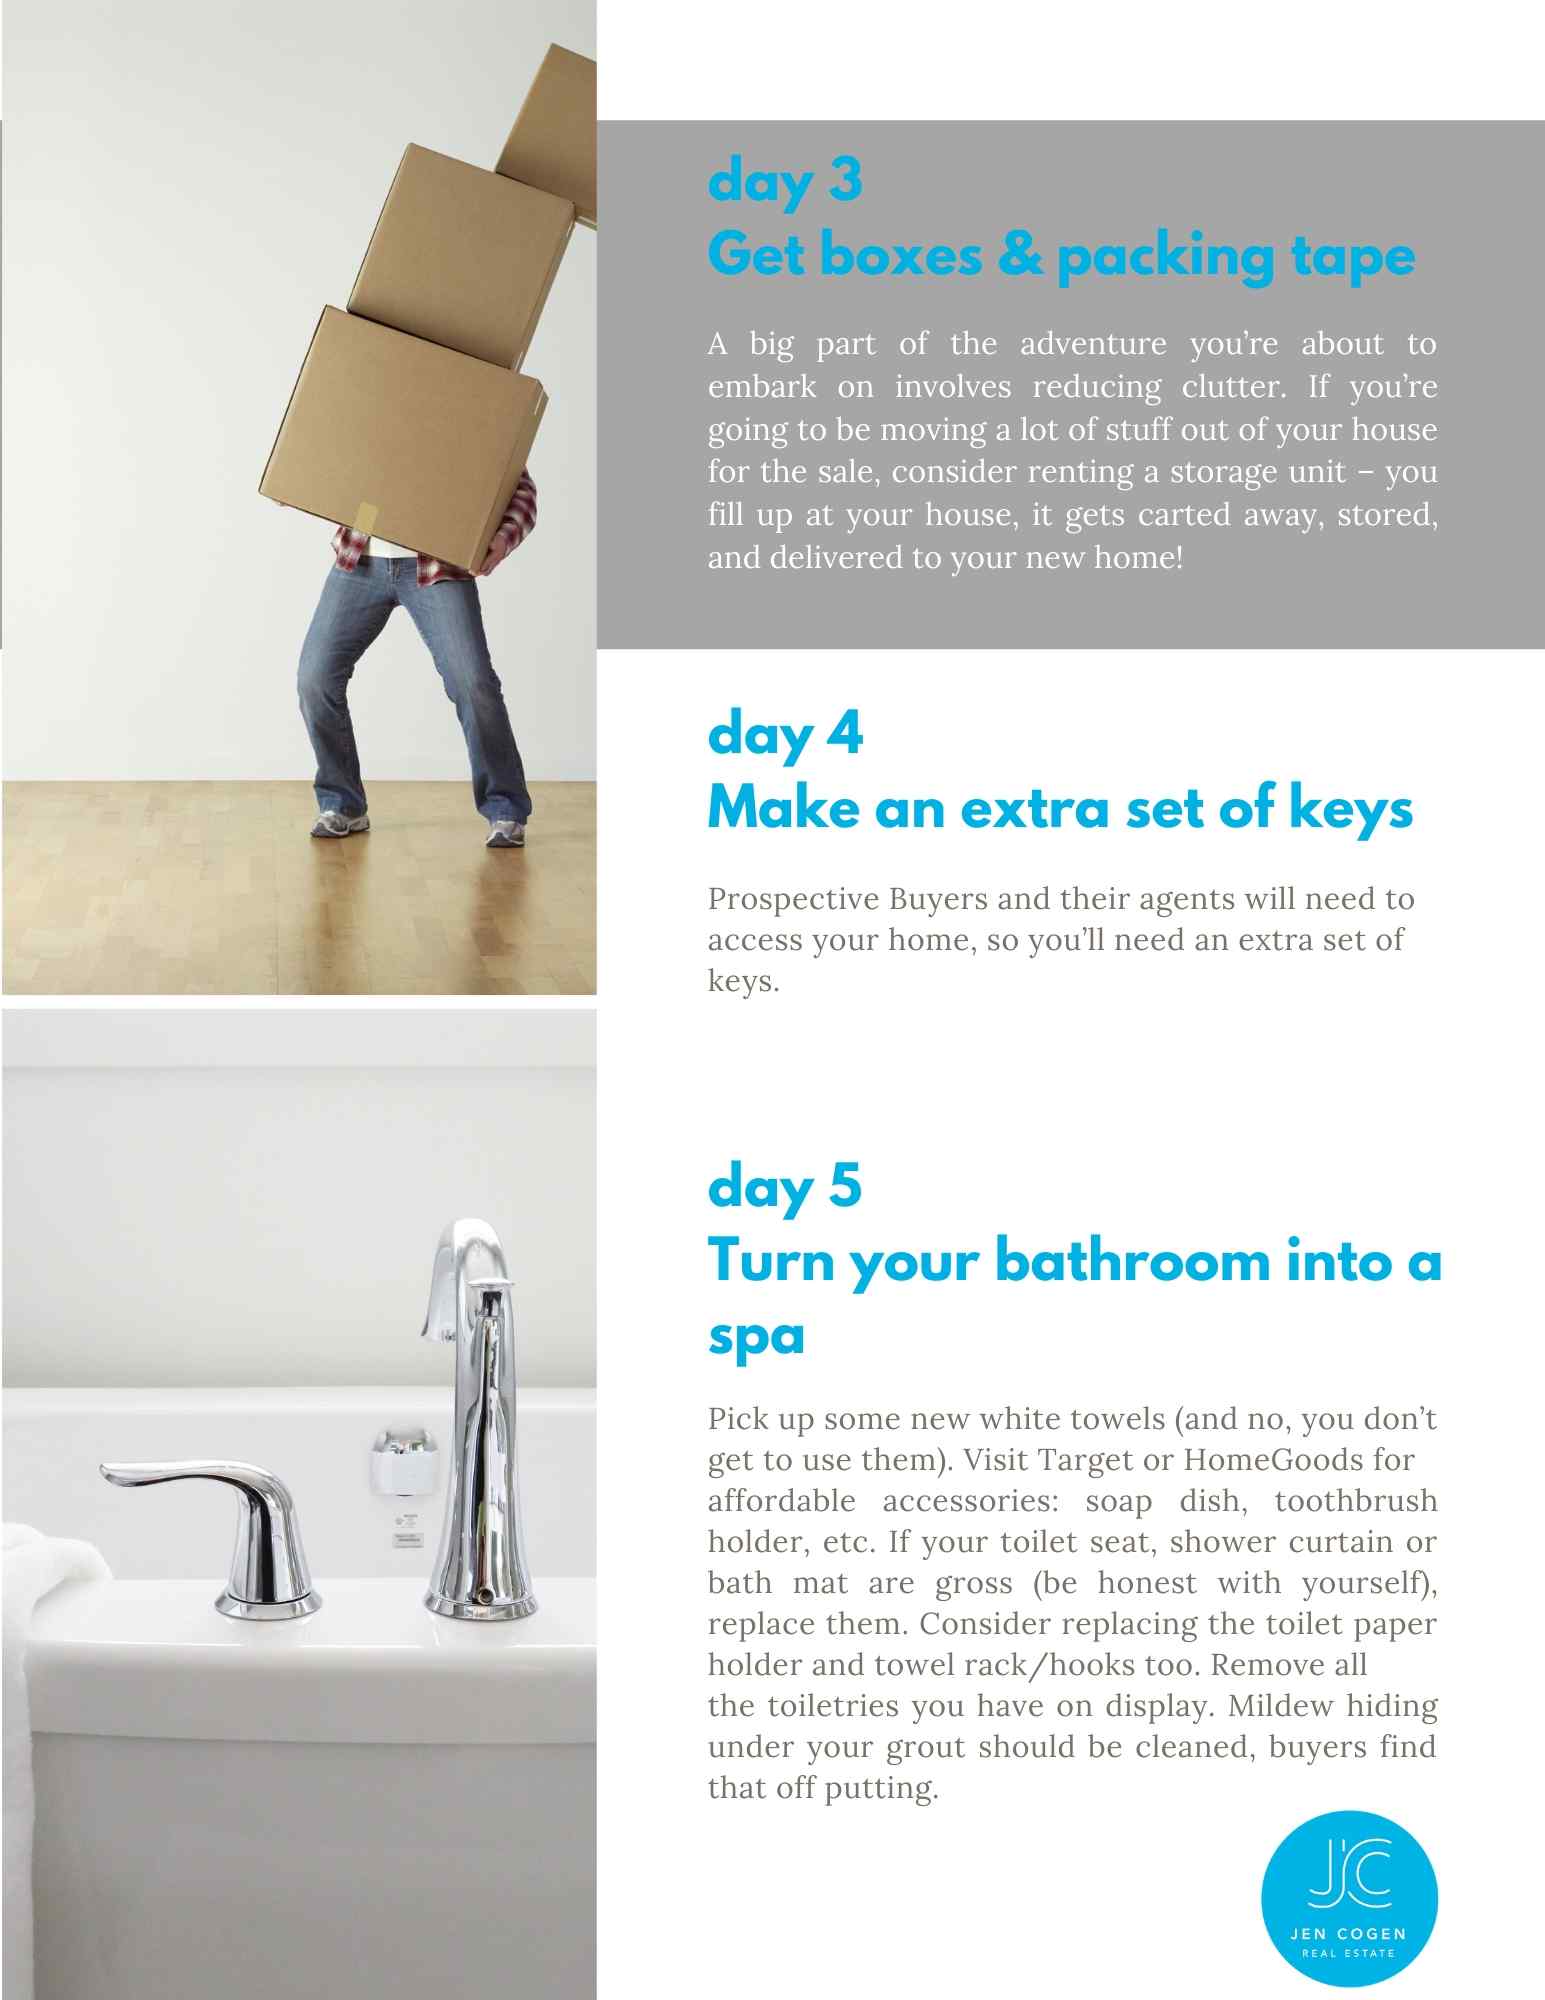 day 3
Get boxes & packing tape
A big part of the adventure you’re about to
embark on involves reducing clutter. If you’re
going to be moving a lot of stuff out of your house
for the sale, consider renting a storage unit – you
fill up at your house, it gets carted away, stored,
and delivered to your new home!
day 4
Make an extra set of keys
Prospective Buyers and their agents will need to
access your home, so you’ll need an extra set of
keys.
day 5
Turn your bathroom into a
spa
Pick up some new white towels (and no, you don’t
get to use them). Visit Target or HomeGoods for
affordable accessories: soap dish, toothbrush
holder, etc. If your toilet seat, shower curtain or
bath mat are gross (be honest with yourself),
replace them. Consider replacing the toilet paper
holder and towel rack/hooks too. Remove all
the toiletries you have on display. Mildew hiding
under your grout should be cleaned, buyers find
that off putting.
JC
JEN COGEN
REAL ESTATE